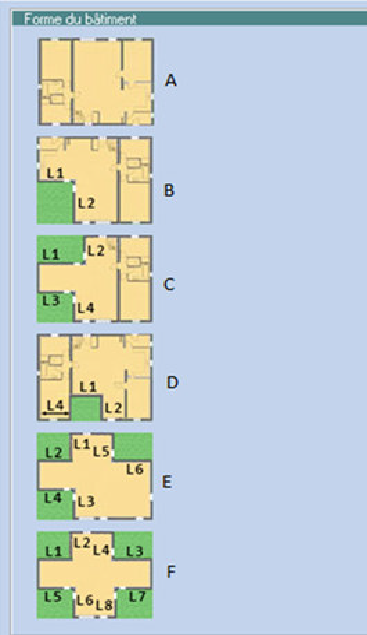 Forme du bâtiment
A
L1
L2
B
L1 L2
L3 L4
C
L1
L4 L2
D
L1 L5
L2 L6
L4 L3
E
L2 L4
L1 L3
L5 L7
L6 L8
F